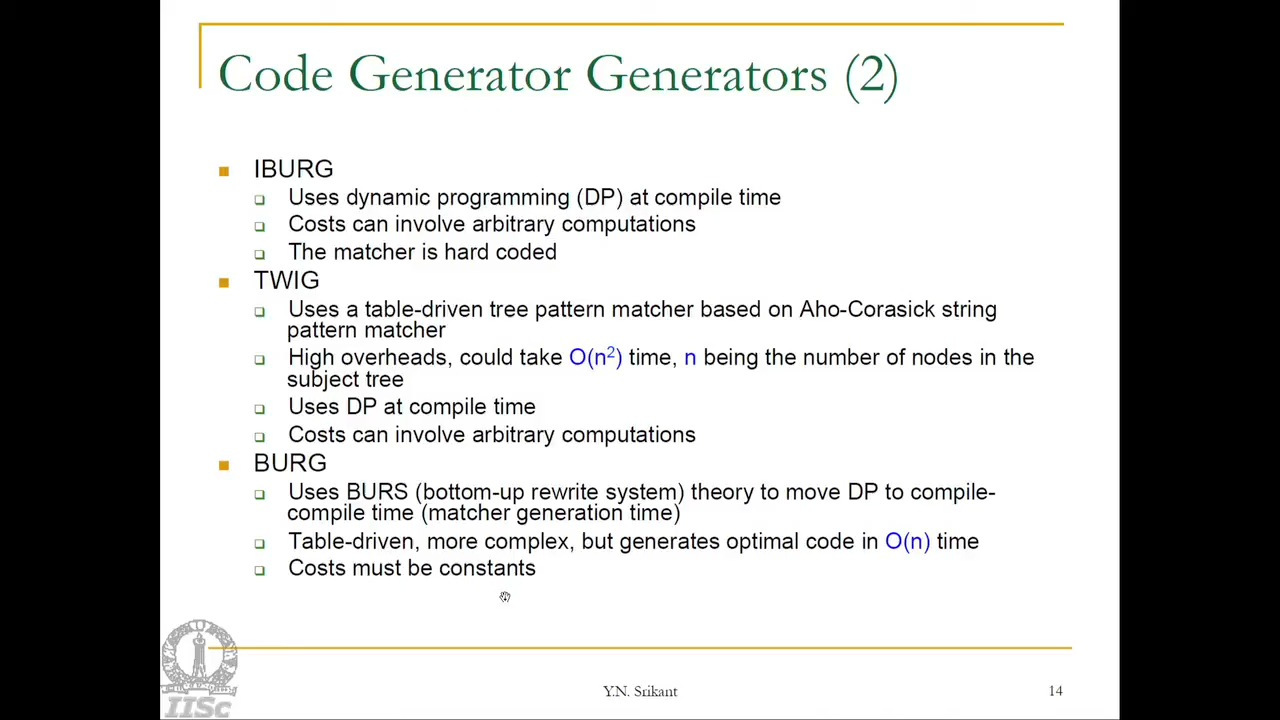 Code Generator Generators (2)
IBURG
Uses dynamic programming (DP) at compile time
Costs can involve arbitrary computations
The matcher is hard coded
TWIG
Uses a table-driven tree pattern matcher based on Aho-Corasick string
pattern matcher
High overheads, could take O(n²) time, n being the number of nodes in the
subject tree
Uses DP at compile time
Costs can involve arbitrary computations
BURG
Uses BURS (bottom-up rewrite system) theory to move DP to compile-
compile time (matcher generation time)
Table-driven, more complex, but generates optimal code in O(n) time
Costs must be constants
IISc
Y.N. Srikant
14